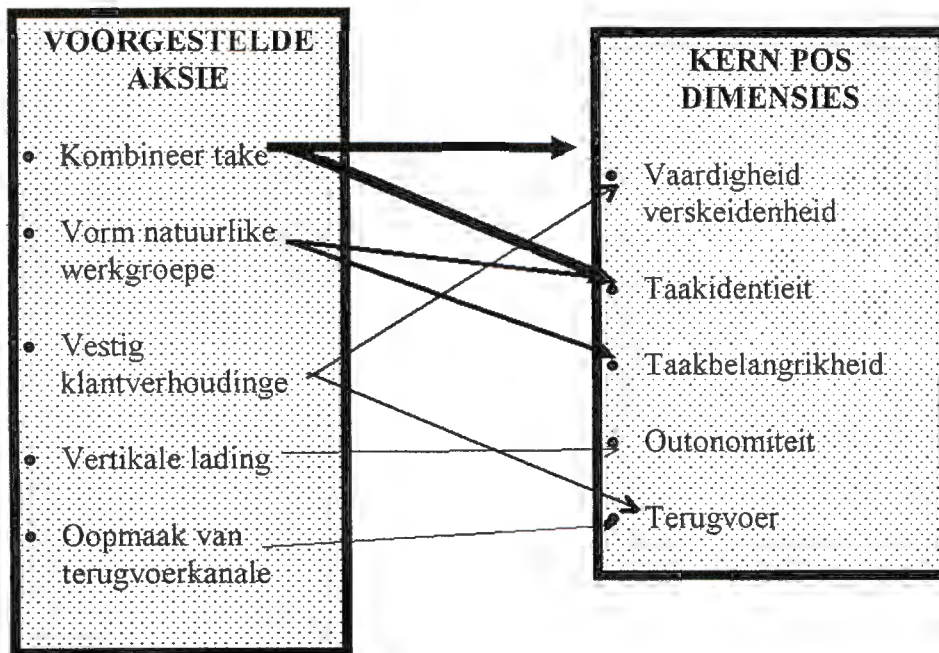 VOORGESTELDE
AKSIE
• Kombineer take
• Vorm natuurlike
werkgroepe
• Vestig
klantverhoudinge
• Vertikale lading
• Oopmaak van
terugvoerkanale
KERN POS
DIMENSIES
• Vaardigheid
verskeidenheid
• Taakidentieit
• Taakbelangrikheid
• Outonomiteit
• Terugvoer